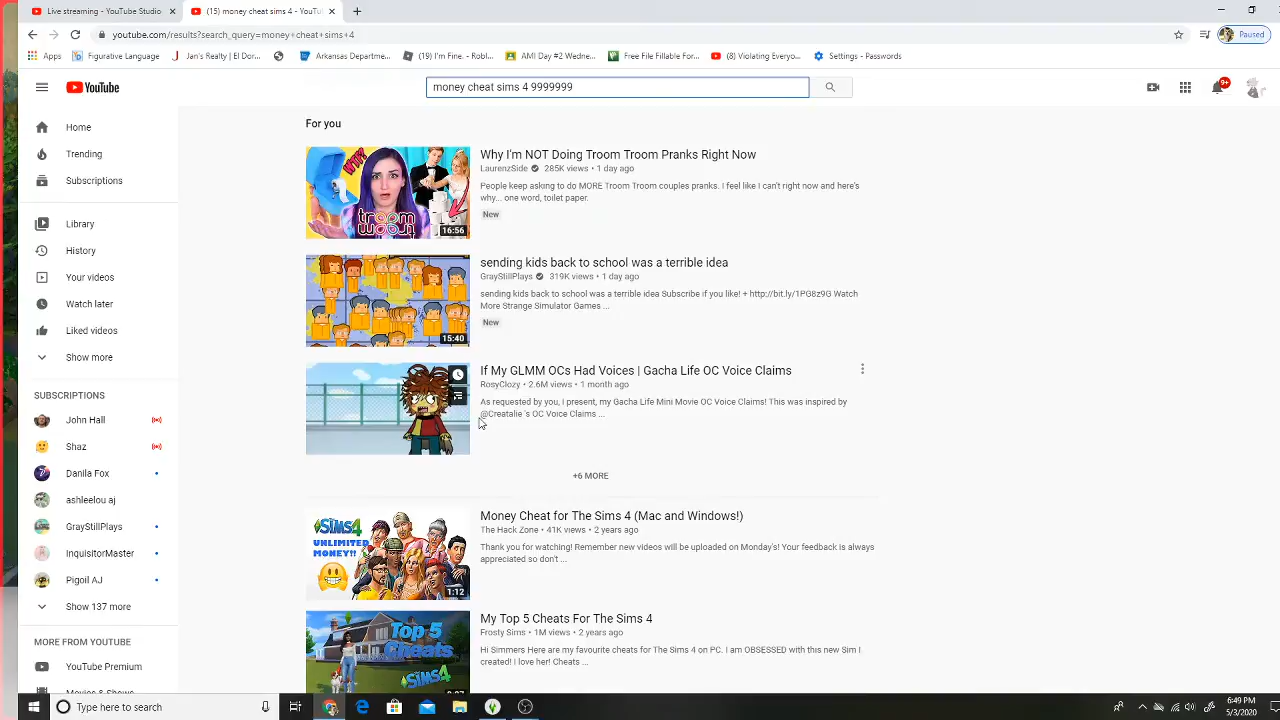 Live streaming - YouTube Studio
(15) money cheat sims 4 - YouTu
youtube.com/results?search_query=money+cheat+sims+4
Paused
Apps
Figurative Language
Jan's Realty | El Dor...
Arkansas Departme...
(19) I'm Fine. - Robl...
AMI Day #2 Wedne...
Free File Fillable For...
(8) Violating Everyo...
Settings - Passwords
YouTube
money cheat sims 4 9999999
9+
Home
Trending
Subscriptions
Library
History
Your videos
Watch later
Liked videos
Show more
SUBSCRIPTIONS
John Hall
Shaz
Danila Fox
ashleelou aj
GrayStillPlays
InquisitorMaster
Pigoil AJ
Show 137 more
MORE FROM YOUTUBE
YouTube Premium
Movies & Shows
For you
WTF
troom
16:56
Why I'm NOT Doing Troom Troom Pranks Right Now
LaurenzSide 285K views • 1 day ago
People keep asking to do MORE Troom Troom couples pranks. I feel like I can't right now and here's
why... one word, toilet paper.
New
15:40
sending kids back to school was a terrible idea
GrayStillPlays 319K views • 1 day ago
sending kids back to school was a terrible idea Subscribe if you like! + http://bit.ly/1PG8z9G Watch
More Strange Simulator Games ...
New
If My GLMM OCs Had Voices | Gacha Life OC Voice Claims
RosyClozy • 2.6M views • 1 month ago
As requested by you, i present, my Gacha Life Mini Movie OC Voice Claims! This was inspired by
@Creatalie 's OC Voice Claims ...
+6 MORE
SIMS4
UNLIMITED
MONEY!!
1:12
Money Cheat for The Sims 4 (Mac and Windows!)
The Hack Zone • 41K views • 2 years ago
Thank you for watching! Remember new videos will be uploaded on Monday's! Your feedback is always
appreciated so don't ...
Top 5
Cheats
SIMS4
My Top 5 Cheats For The Sims 4
Frosty Sims • 1M views • 2 years ago
Hi Simmers Here are my favourite cheats for The Sims 4 on PC. I am OBSESSED with this new Sim I
created! I love her! Cheats ...
Type here to search
6:49 PM
5/3/2020